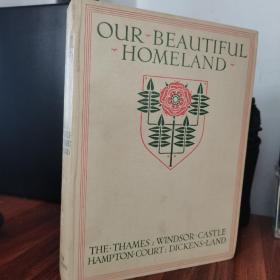 OUR·BEAUTIFUL
·HOMELAND·
THE·THAMES : WINDSOR·CASTLE
HAMPTON·COURT : DICKENS-LAND